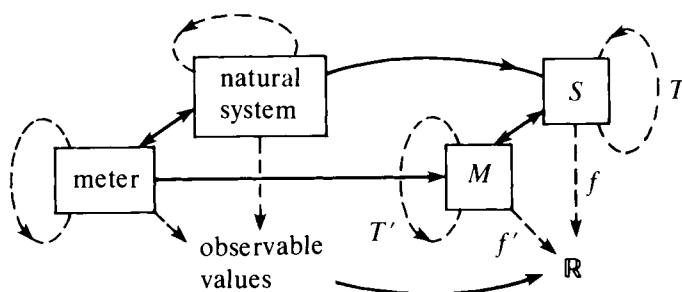 natural
system
S
T
meter
M
f
T′
f′
observable
values
ℝ